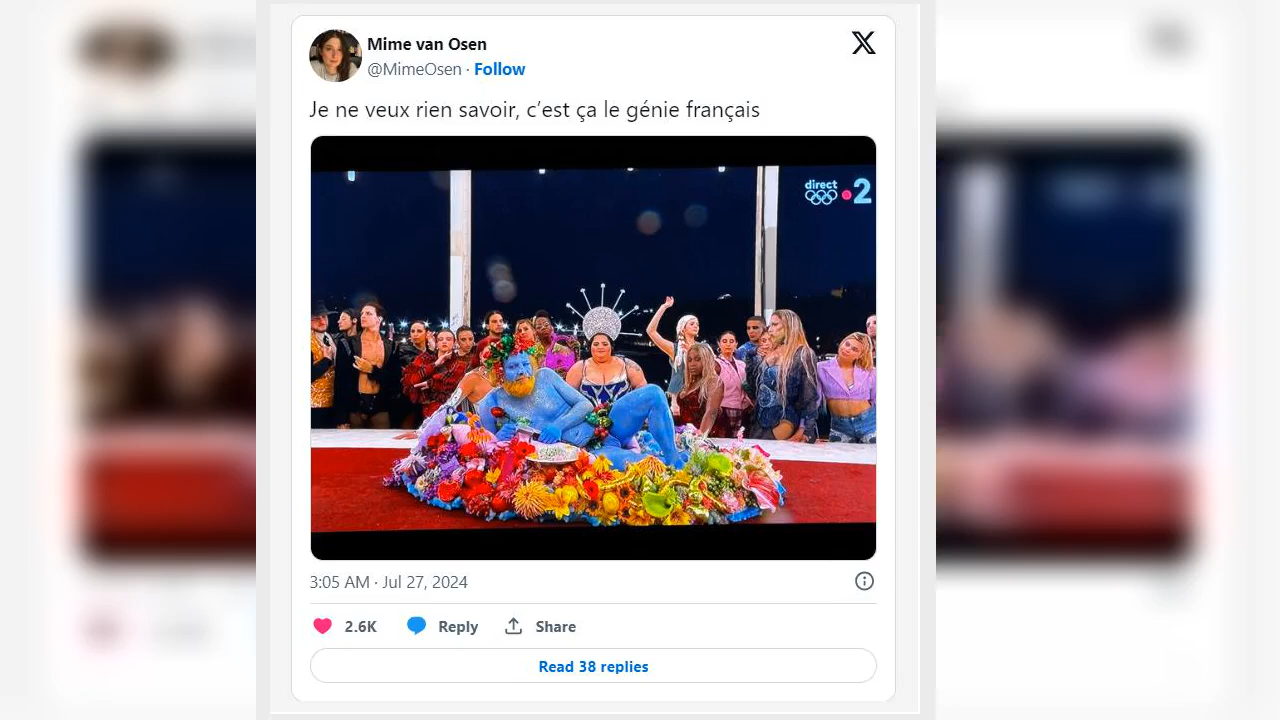 Mime van Osen
@MimeOsen · Follow
Je ne veux rien savoir, c’est ça le génie français
direct
2
3:05 AM · Jul 27, 2024
2.6K Reply Share
Read 38 replies